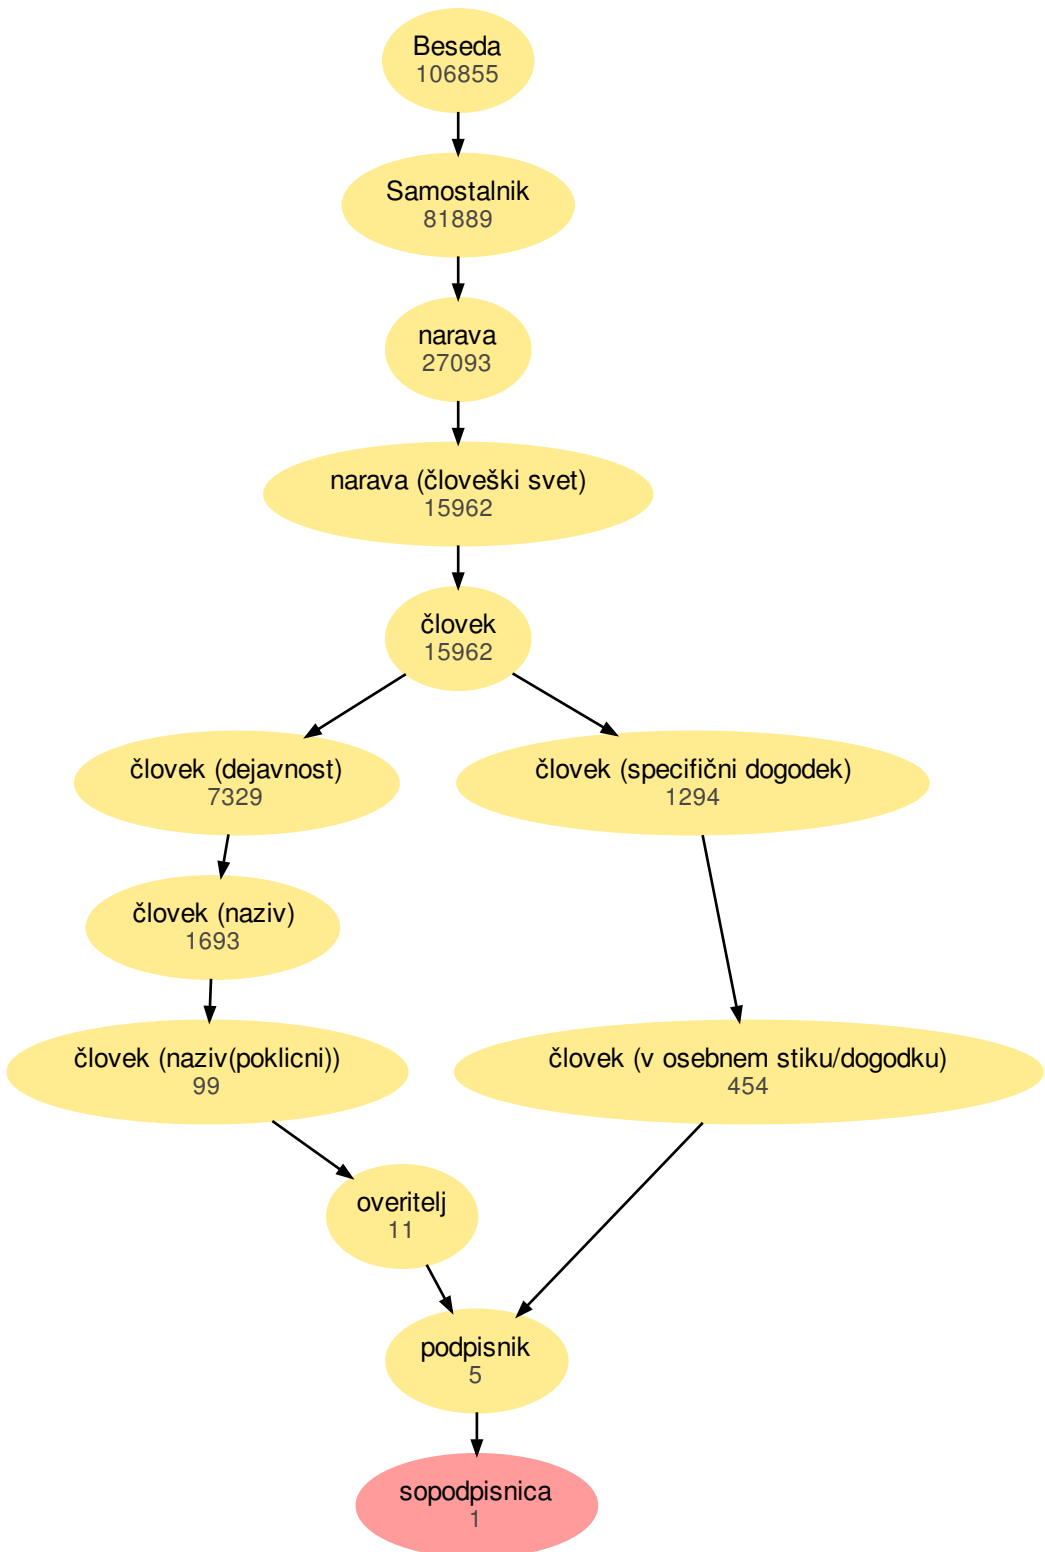 Beseda
106855
Samostalnik
81889
narava
27093
narava (človeški svet)
15962
človek
15962
človek (dejavnost)
7329
človek (specifični dogodek)
1294
človek (naziv)
1693
človek (naziv(poklicni))
99
človek (v osebnem stiku/dogodku)
454
overitelj
11
podpisnik
5
sopodpisnica
1